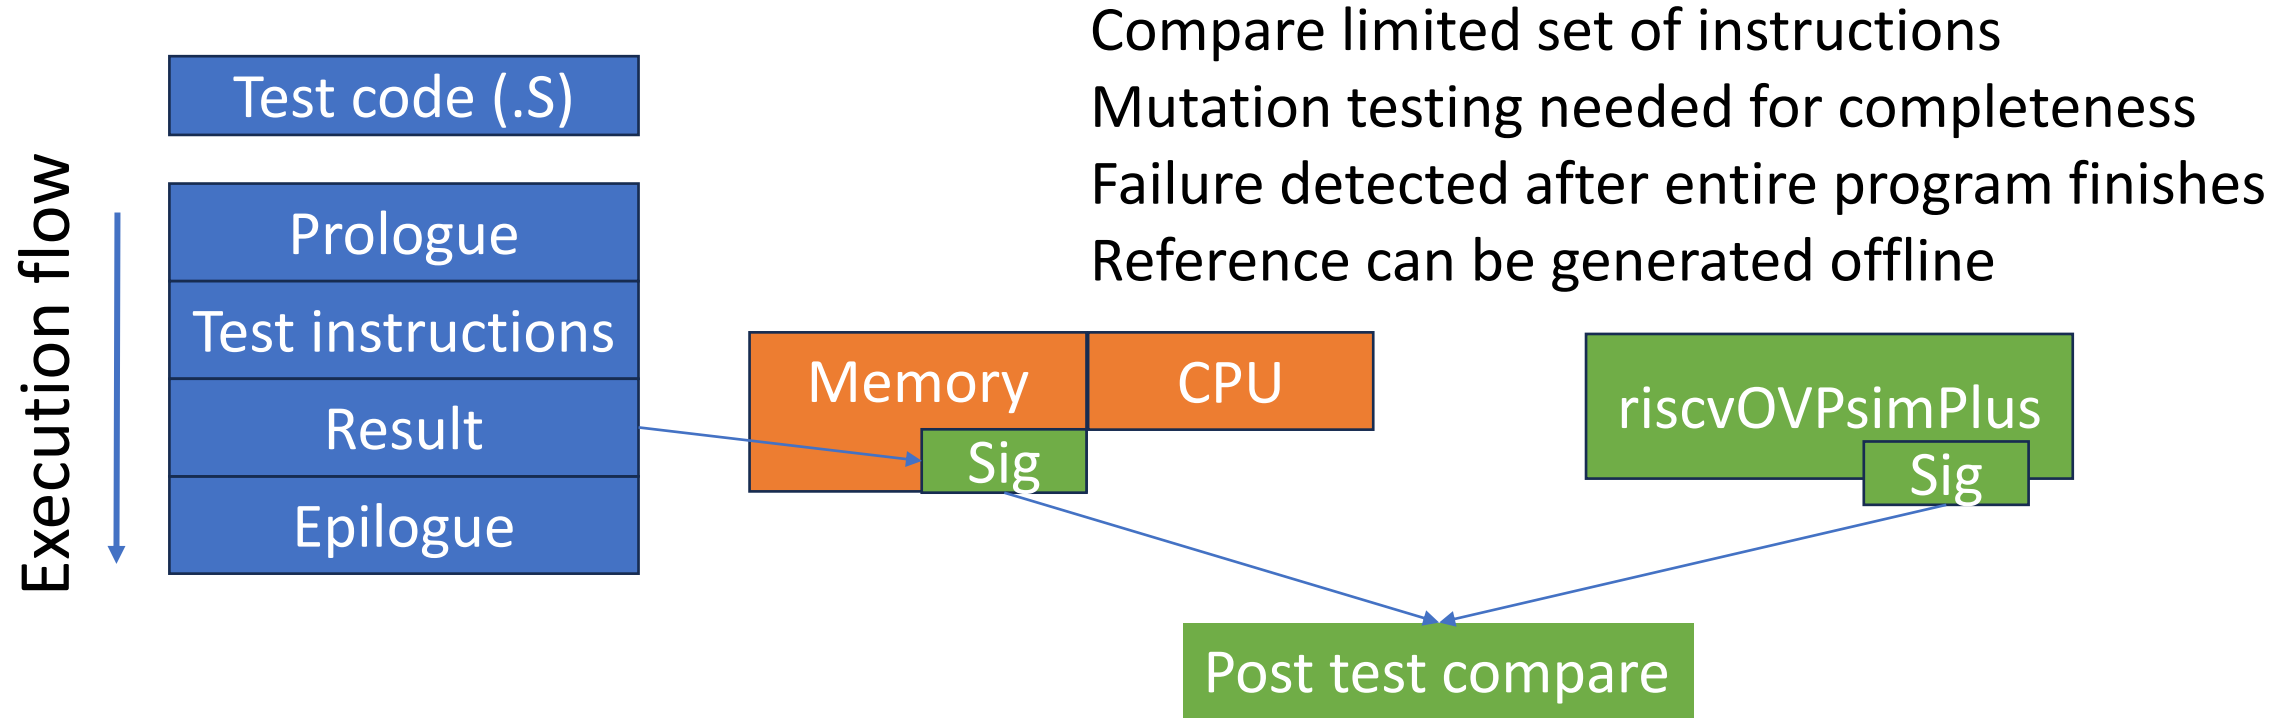 Compare limited set of instructions
Mutation testing needed for completeness
Failure detected after entire program finishes
Reference can be generated offline
Test code (.S)
Execution flow
Prologue
Test instructions
Result
Epilogue
Memory
CPU
Sig
riscvOVPsimPlus
Sig
Post test compare